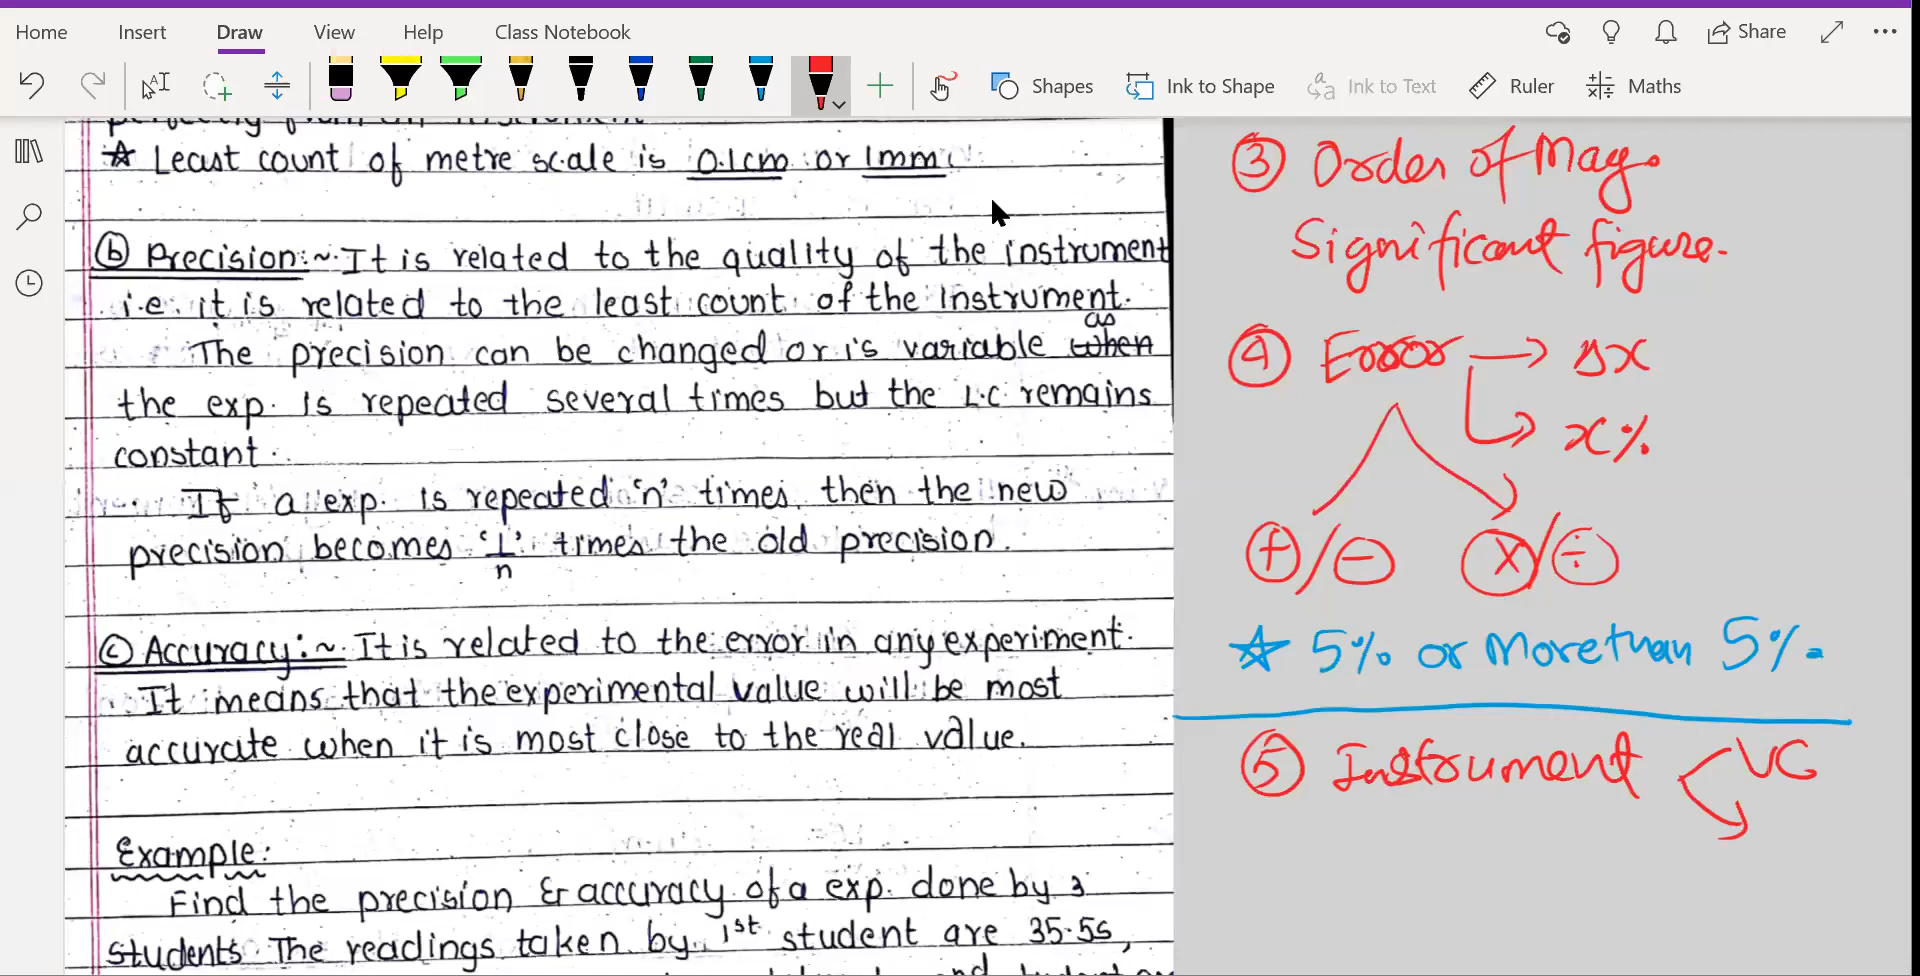 Home Insert Draw View Help Class Notebook Share
Ink to Shape Ink to Text Ruler Maths Shapes
★ Least count of metre scale is 0.1cm or 1mm.
(b) Precision:~ It is related to the quality of the instrument
i.e. it is related to the least count of the instrument.
as
The precision can be changed or is variable when
the exp. is repeated several times but the L.C remains
constant.
If a exp. is repeated 'n' times, then the new
precision becomes '1/n' times the old precision.
(c) Accuracy:~ It is related to the error in any experiment.
It means that the experimental value will be most
accurate when it is most close to the real value.
Example:
Find the precision & accuracy of a exp. done by 3
students. The readings taken by 1st student are 35.5s,
③ Order of Mag.
Significant figure.
④ Error → Δx
→ x%
+/− ×/÷
★ 5% or More than 5%.
⑤ Instrument VC